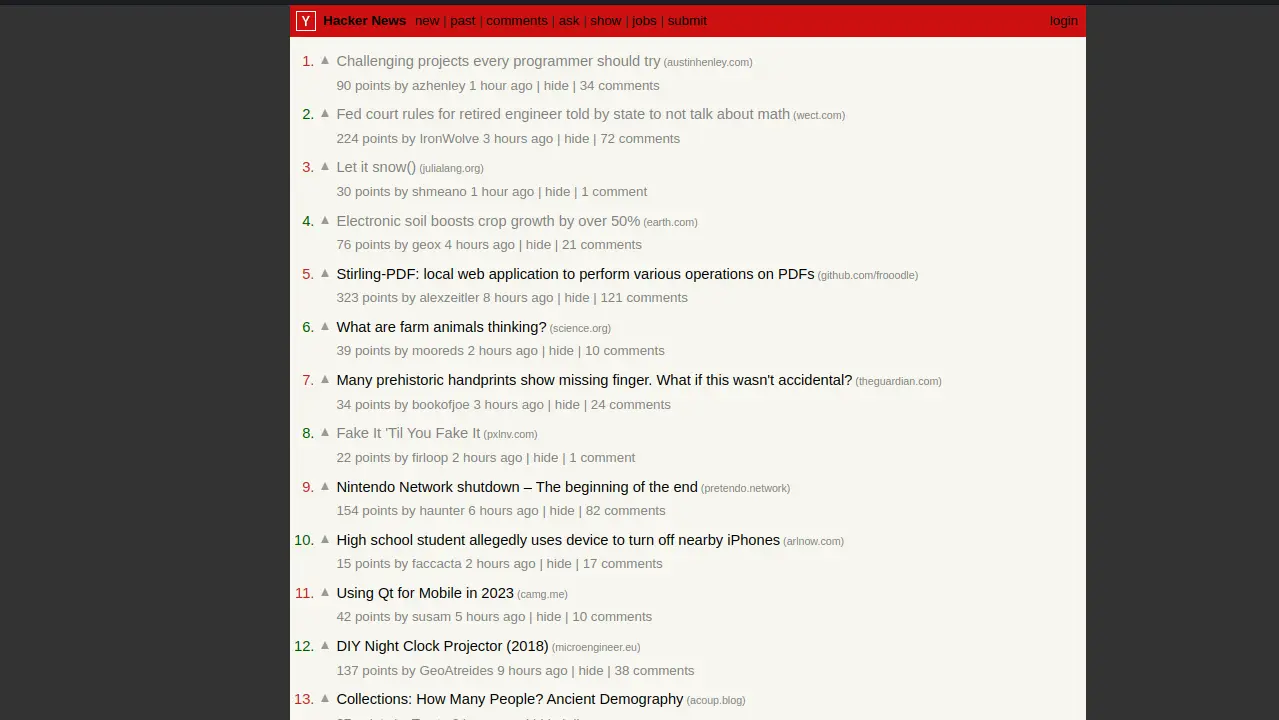 Y Hacker News new | past | comments | ask | show | jobs | submit login
1. ▲ Challenging projects every programmer should try (austinhenley.com)
90 points by azhenley 1 hour ago | hide | 34 comments
2. ▲ Fed court rules for retired engineer told by state to not talk about math (wect.com)
224 points by IronWolve 3 hours ago | hide | 72 comments
3. ▲ Let it snow() (julialang.org)
30 points by shmeano 1 hour ago | hide | 1 comment
4. ▲ Electronic soil boosts crop growth by over 50% (earth.com)
76 points by geox 4 hours ago | hide | 21 comments
5. ▲ Stirling-PDF: local web application to perform various operations on PDFs (github.com/frooodle)
323 points by alexzeitler 8 hours ago | hide | 121 comments
6. ▲ What are farm animals thinking? (science.org)
39 points by mooreds 2 hours ago | hide | 10 comments
7. ▲ Many prehistoric handprints show missing finger. What if this wasn't accidental? (theguardian.com)
34 points by bookofjoe 3 hours ago | hide | 24 comments
8. ▲ Fake It 'Til You Fake It (pxlnv.com)
22 points by firloop 2 hours ago | hide | 1 comment
9. ▲ Nintendo Network shutdown – The beginning of the end (pretendo.network)
154 points by haunter 6 hours ago | hide | 82 comments
10. ▲ High school student allegedly uses device to turn off nearby iPhones (arlnow.com)
15 points by faccacta 2 hours ago | hide | 17 comments
11. ▲ Using Qt for Mobile in 2023 (camg.me)
42 points by susam 5 hours ago | hide | 10 comments
12. ▲ DIY Night Clock Projector (2018) (microengineer.eu)
137 points by GeoAtreides 9 hours ago | hide | 38 comments
13. ▲ Collections: How Many People? Ancient Demography (acoup.blog)